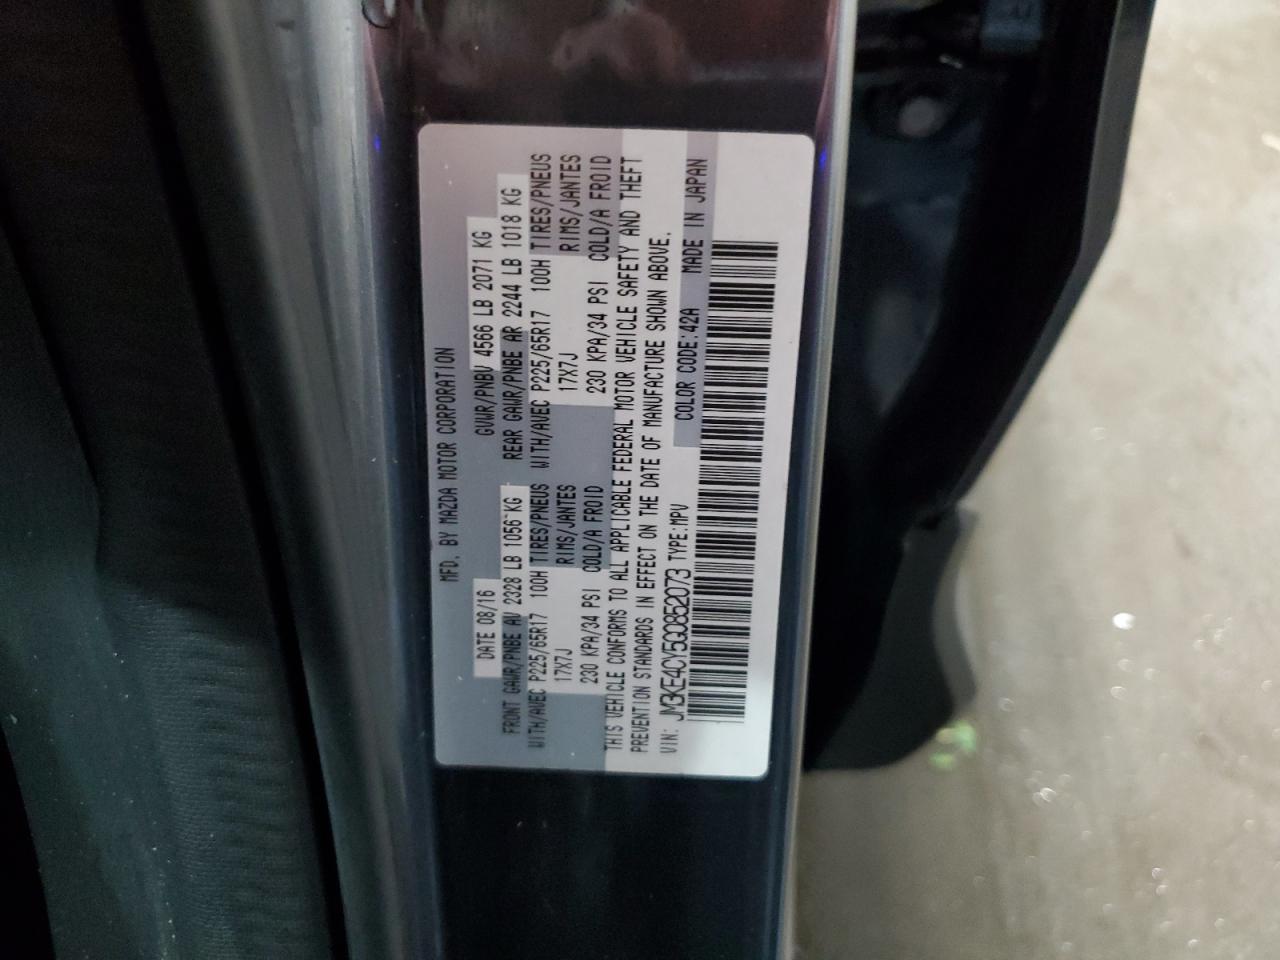 MFD. BY MAZDA MOTOR CORPORATION
DATE 08/16 GVWR/PNBV 4566 LB 2071 KG
FRONT GAWR/PNBE AV 2328 LB 1056 KG REAR GAWR/PNBE AR 2244 LB 1018 KG
WITH/AVEC P225/65R17 100H TIRES/PNEUS WITH/AVEC P225/65R17 100H TIRES/PNEUS
17X7J RIMS/JANTES 17X7J RIMS/JANTES
230 KPA/34 PSI COLD/A FROID 230 KPA/34 PSI COLD/A FROID
THIS VEHICLE CONFORMS TO ALL APPLICABLE FEDERAL MOTOR VEHICLE SAFETY AND THEFT
PREVENTION STANDARDS IN EFFECT ON THE DATE OF MANUFACTURE SHOWN ABOVE.
VIN: JM3KE4CY5G0852073 TYPE:MPV COLOR CODE:42A MADE IN JAPAN